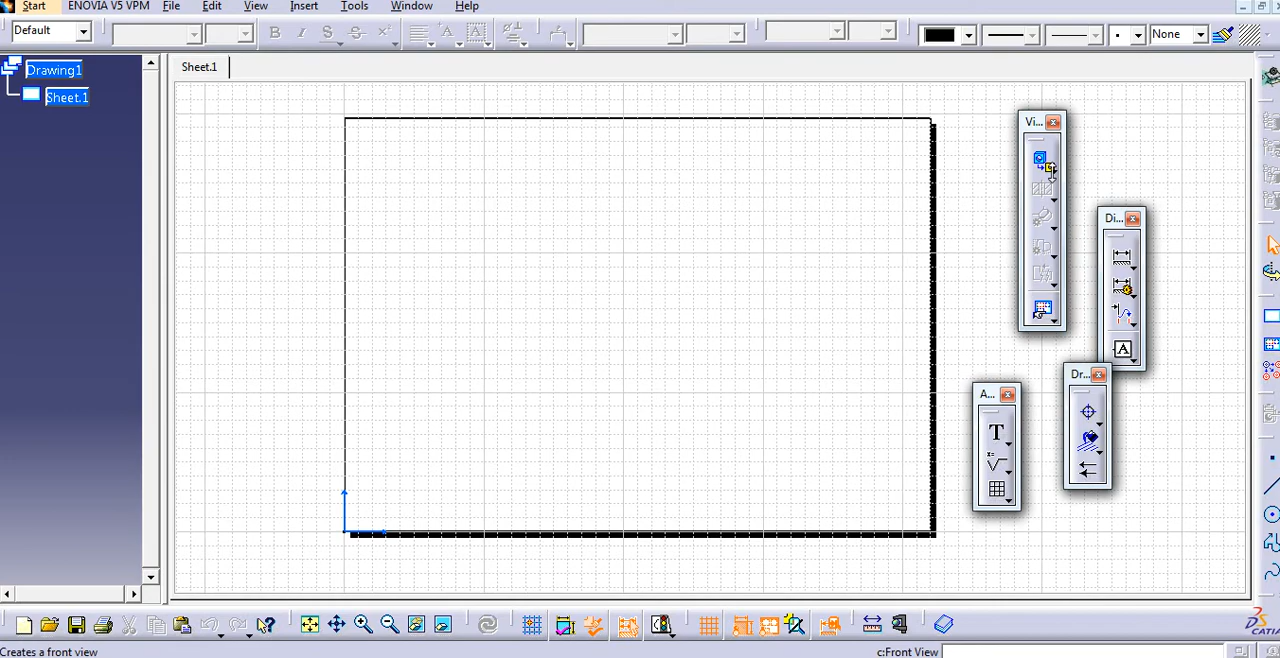 Start ENOVIA V5 VPM File Edit View Insert Tools Window Help
Default
None
Drawing1
Sheet.1
Sheet.1
Vi...
Di...
Dr...
A...
T
A
CATIA
Creates a front view
c:Front View